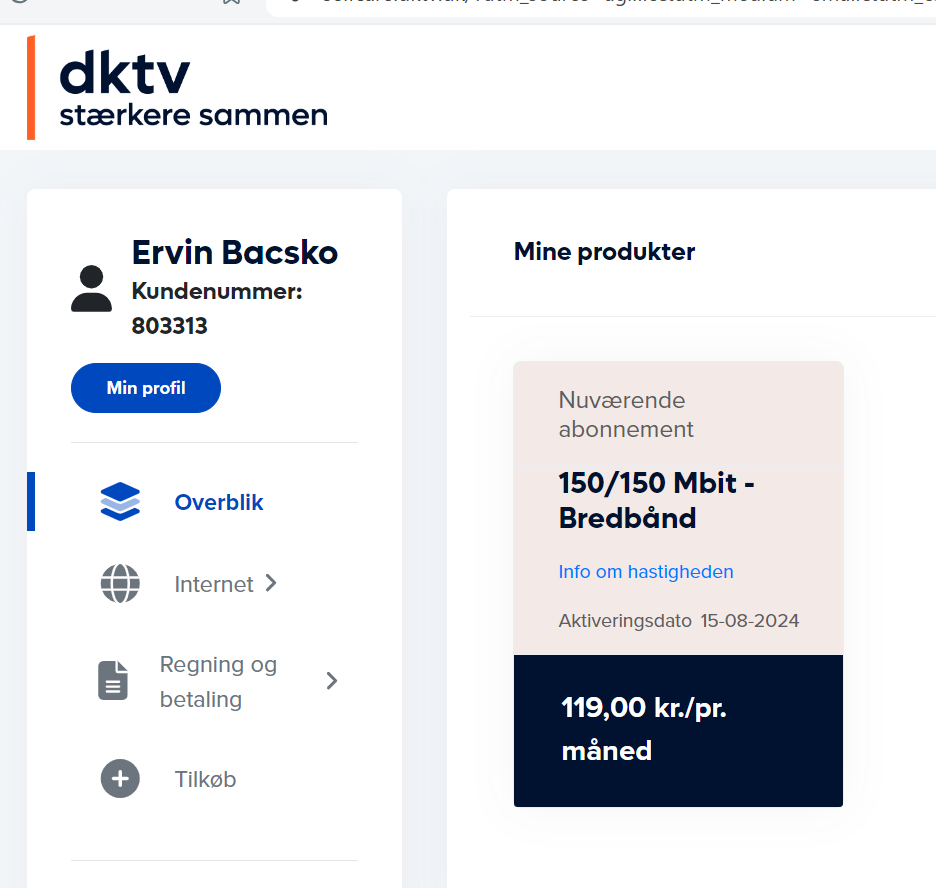 dktv
stærkere sammen
Ervin Bacsko
Kundenummer:
803313
Min profil
Overblik
Internet
Regning og
betaling
Tilkøb
Mine produkter
Nuværende
abonnement
150/150 Mbit -
Bredbånd
Info om hastigheden
Aktiveringsdato 15-08-2024
119,00 kr./pr.
måned